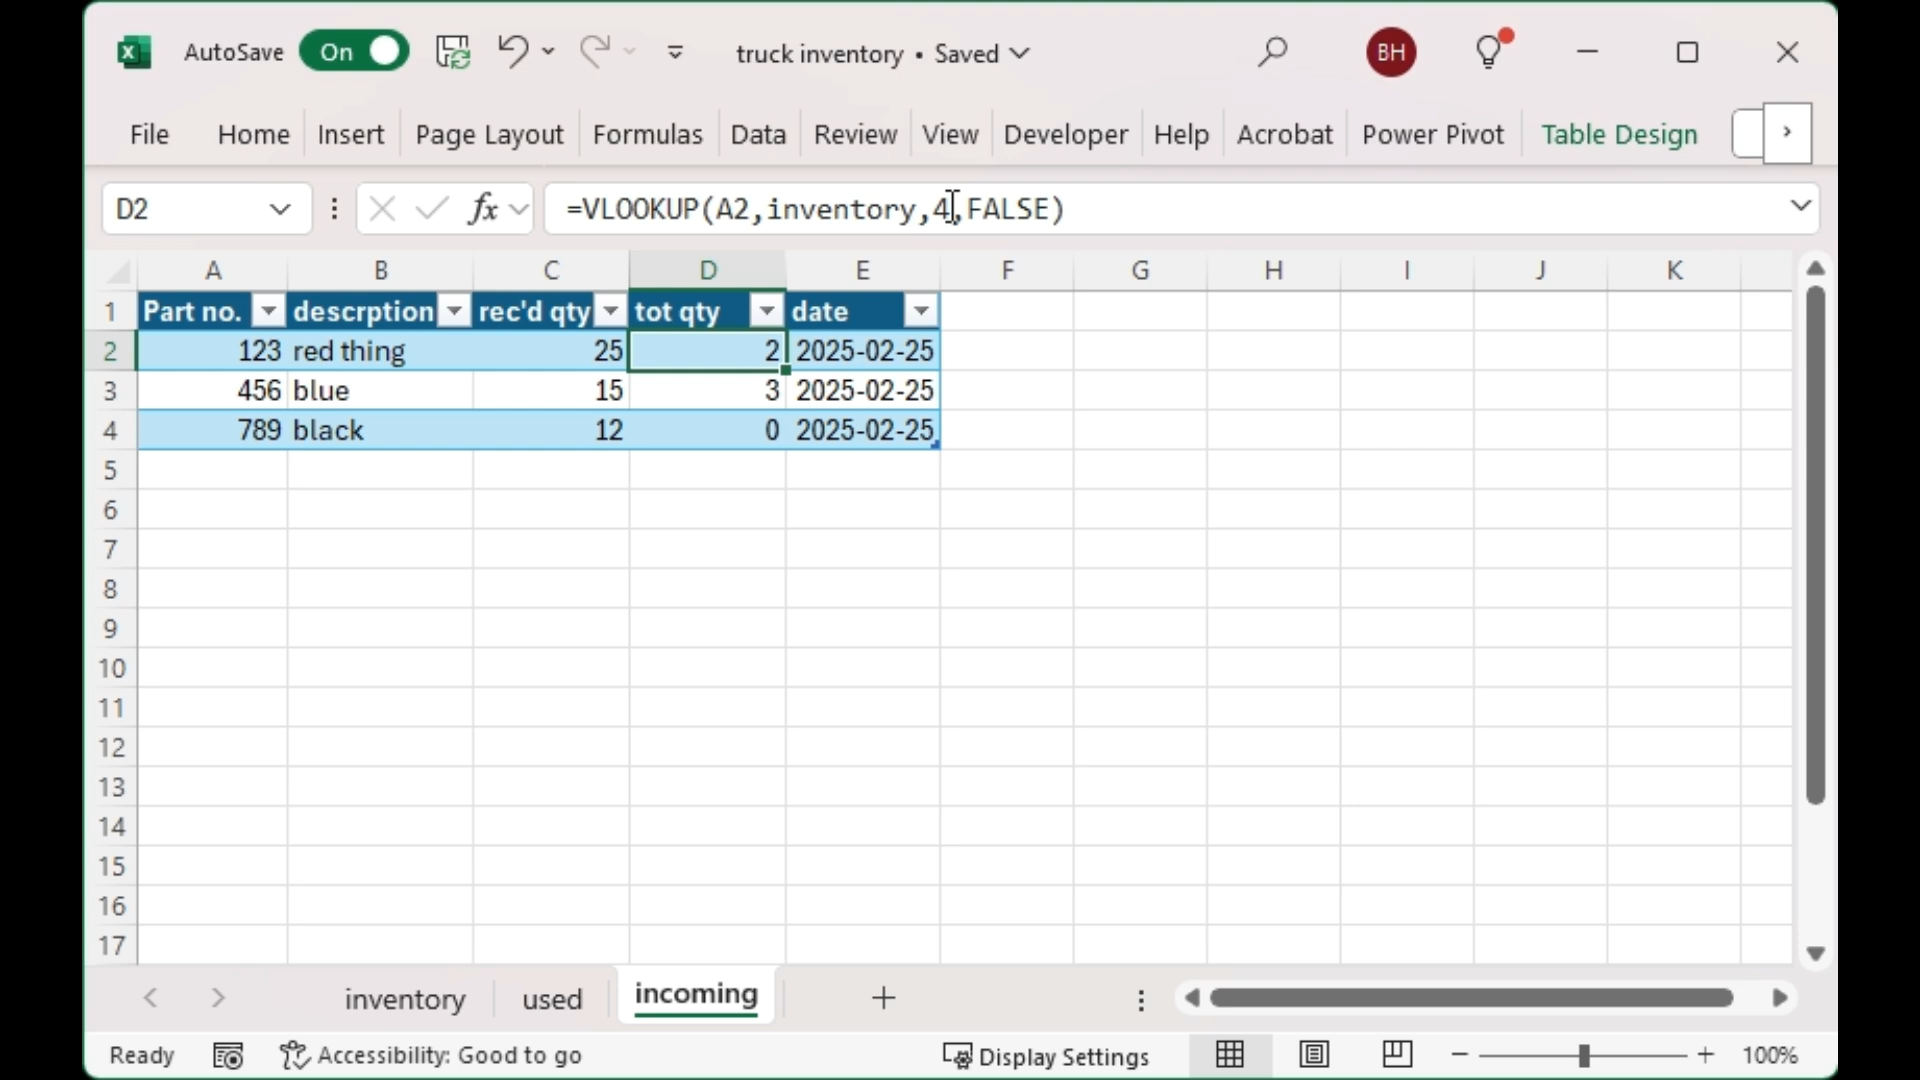 AutoSave On truck inventory • Saved BH
File Home Insert Page Layout Formulas Data Review View Developer Help Acrobat Power Pivot Table Design
D2 fx =VLOOKUP(A2,inventory,4,FALSE)
A B C D E F G H I J K
1 Part no. descrption rec'd qty tot qty date
2 123 red thing 25 2 2025-02-25
3 456 blue 15 3 2025-02-25
4 789 black 12 0 2025-02-25
5
6
7
8
9
10
11
12
13
14
15
16
17
inventory used incoming
Ready Accessibility: Good to go Display Settings 100%